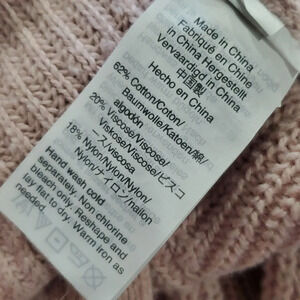 Made in China
Fabriqué en Chine
in China Hergestellt
Vervaardigd in China
Hecho en China
中国製
62% Cotton/Coton/
Baumwolle/Katoen/綿/
algodón
20% Viscose/Viscose/
Viskose/Viscose/ビスコ
ース/viscosa
18% Nylon/Nylon/Nylon/
Nylon/ナイロン/nailon
Hand wash cold
separately. Non chlorine
bleach only. Reshape and
lay flat to dry. Warm iron as
needed.